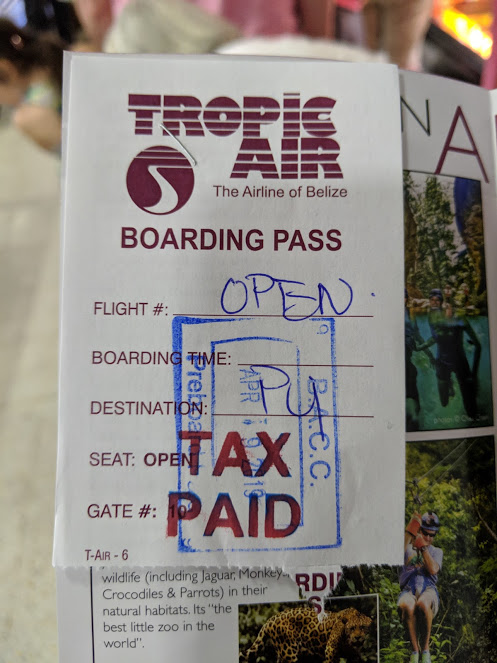 TROPIC
AIR
The Airline of Belize
BOARDING PASS
FLIGHT #: OPEN
BOARDING TIME:
DESTINATION: PU
SEAT: OPEN
GATE #: 10
TAX
PAID
B.A.C.C.
APR 19 2019
T-AIR - 6
N
A
wildlife (including Jaguar, Monkey
Crocodiles & Parrots) in their
natural habitats. Its "the
best little zoo in the
world".